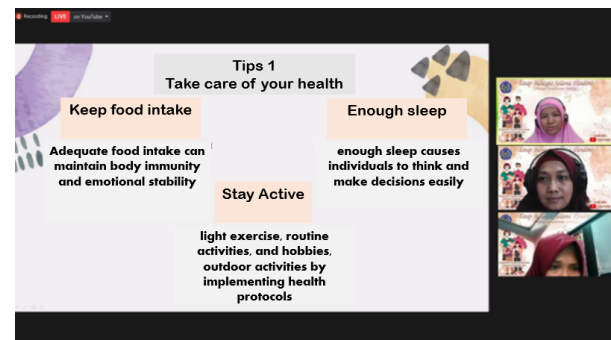 Recording LIVE on YouTube
Tips 1
Take care of your health
Keep food intake
Adequate food intake can
maintain body immunity
and emotional stability
Enough sleep
enough sleep causes
individuals to think and
make decisions easily
Stay Active
light exercise, routine
activities, and hobbies,
outdoor activities by
implementing health
protocols